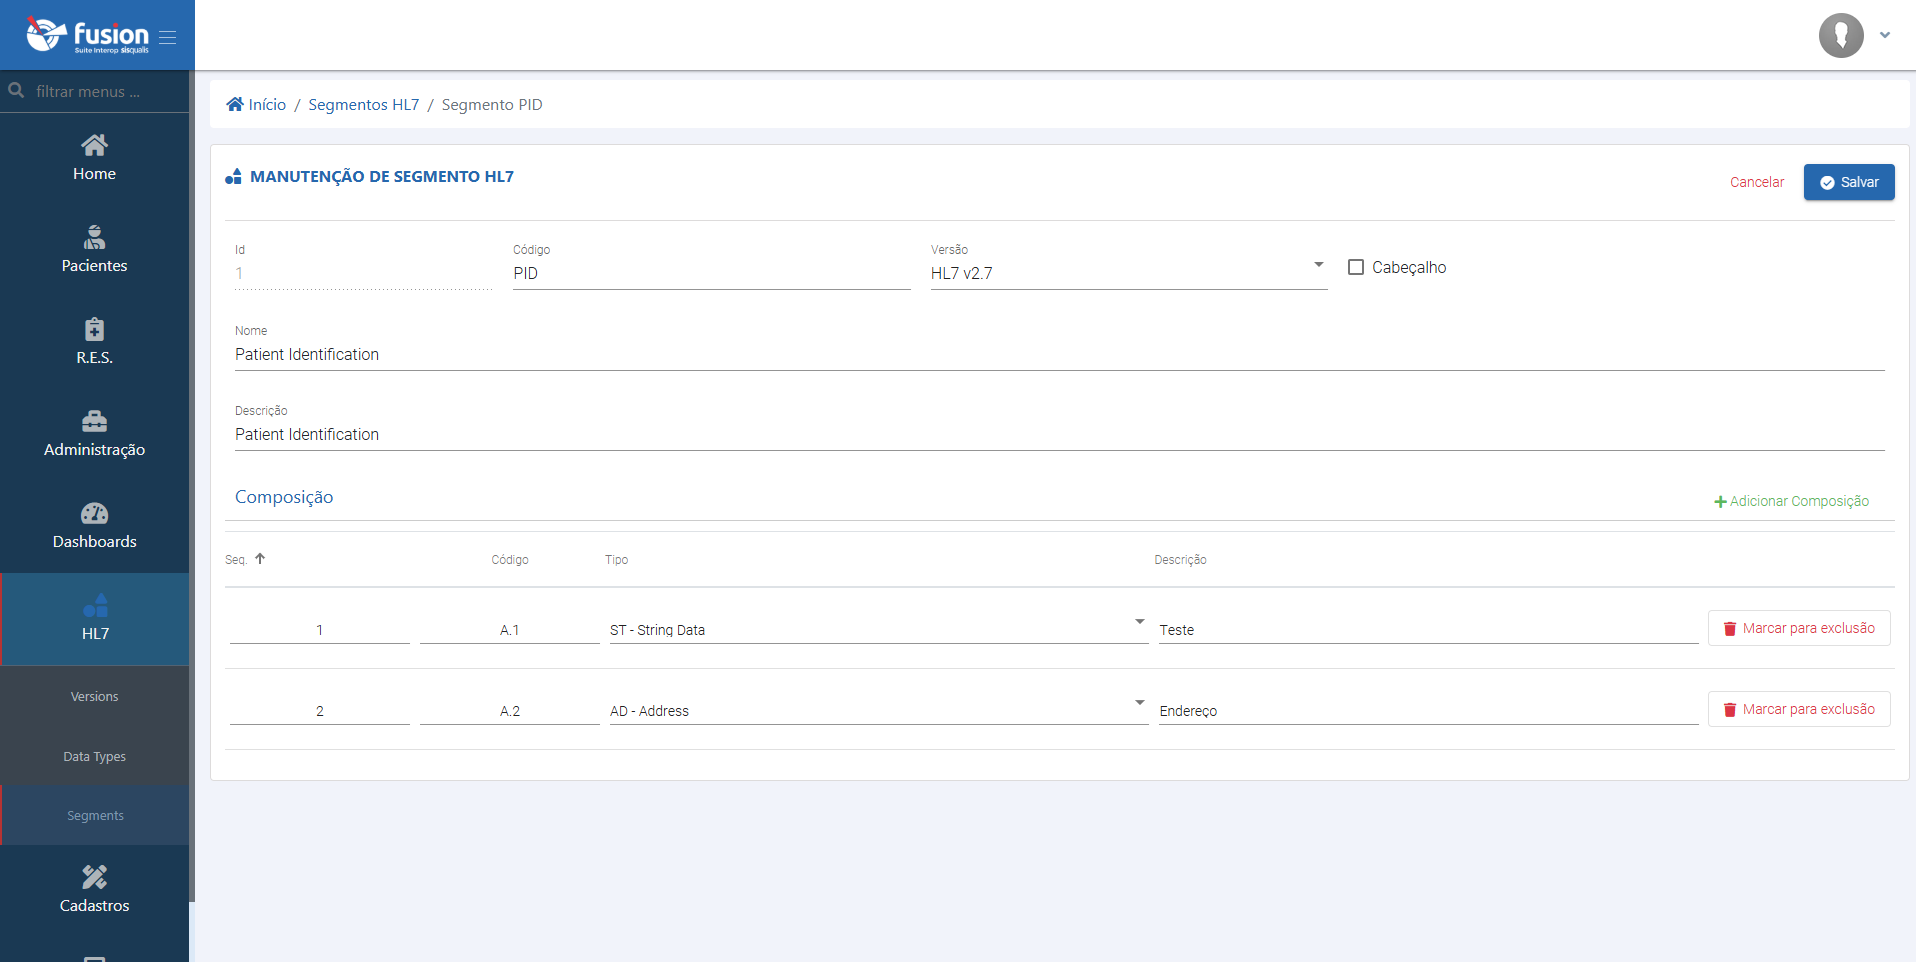 fusion
Suite Interop sisqualis
filtrar menus ...
Home
Pacientes
R.E.S.
Administração
Dashboards
HL7
Versions
Data Types
Segments
Cadastros
Início / Segmentos HL7 / Segmento PID
MANUTENÇÃO DE SEGMENTO HL7
Cancelar
Salvar
Id
1
Código
PID
Versão
HL7 v2.7
Cabeçalho
Nome
Patient Identification
Descrição
Patient Identification
Composição
Adicionar Composição
Seq. Código Tipo Descrição
1 A.1 ST - String Data Teste Marcar para exclusão
2 A.2 AD - Address Endereço Marcar para exclusão